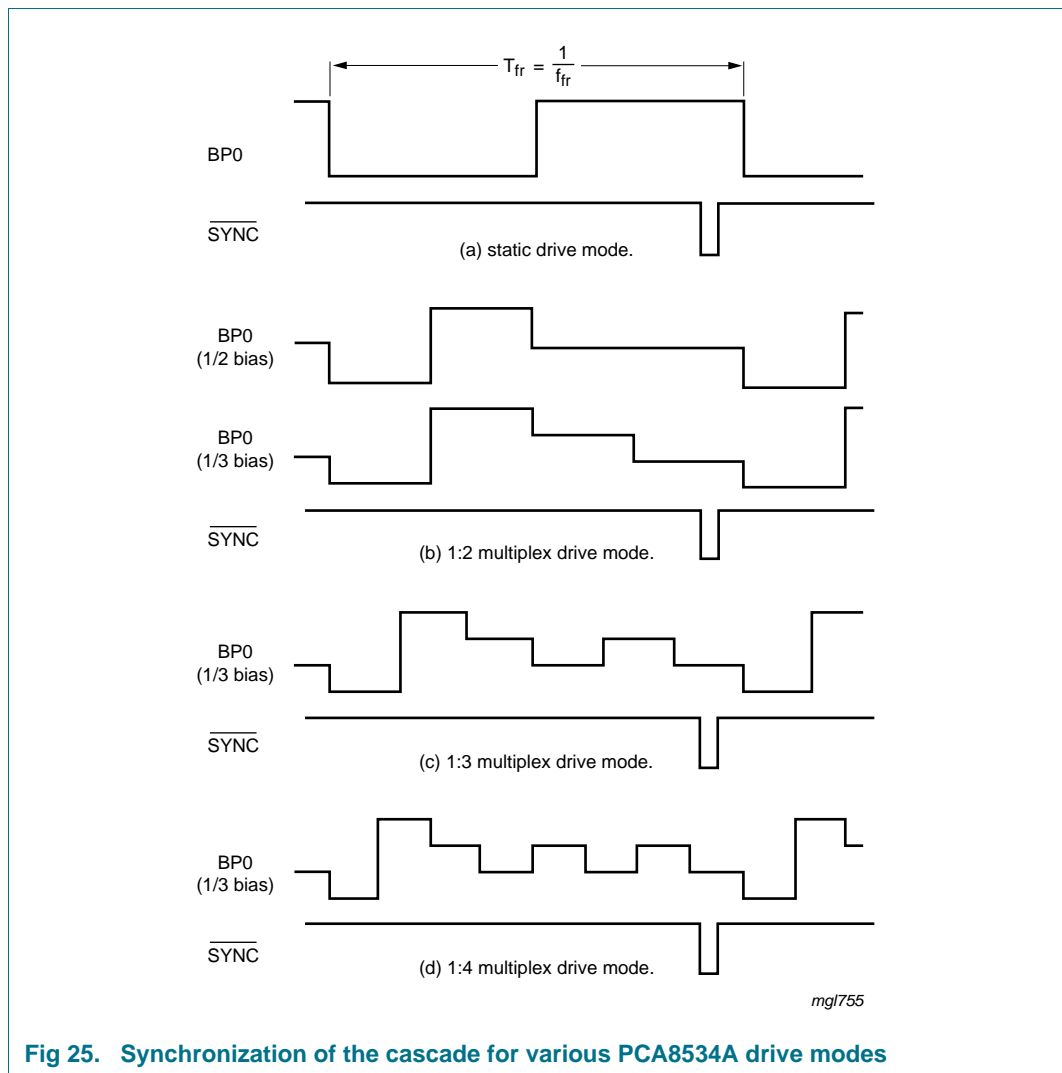 T_fr = 1/f_fr
BP0
SYNC
(a) static drive mode.
BP0
(1/2 bias)
BP0
(1/3 bias)
SYNC
(b) 1:2 multiplex drive mode.
BP0
(1/3 bias)
SYNC
(c) 1:3 multiplex drive mode.
BP0
(1/3 bias)
SYNC
(d) 1:4 multiplex drive mode.
mgl755
Fig 25. Synchronization of the cascade for various PCA8534A drive modes